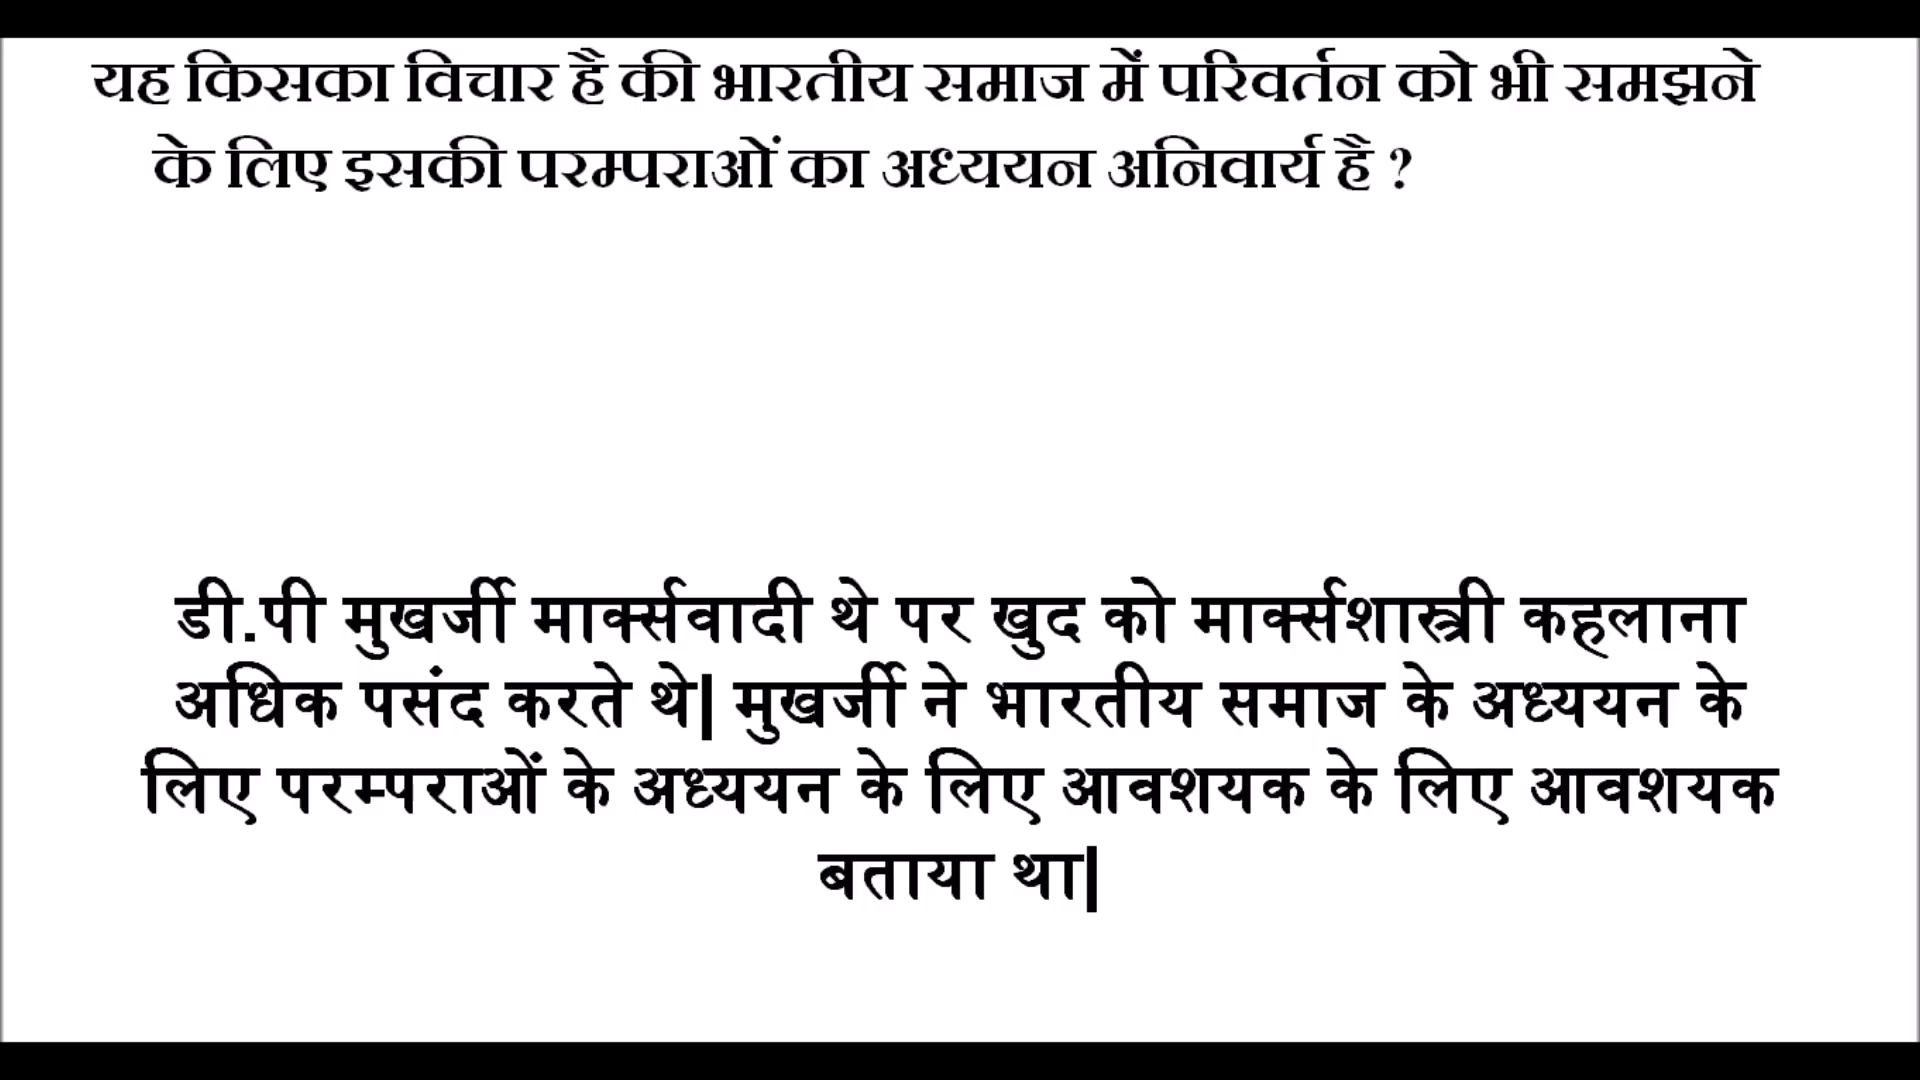 यह किसका विचार है की भारतीय समाज में परिवर्तन को भी समझने
के लिए इसकी परम्पराओं का अध्ययन अनिवार्य है ?
डी.पी मुखर्जी मार्क्सवादी थे पर खुद को मार्क्सशास्त्री कहलाना
अधिक पसंद करते थे| मुखर्जी ने भारतीय समाज के अध्ययन के
लिए परम्पराओं के अध्ययन के लिए आवशयक के लिए आवशयक
बताया था|